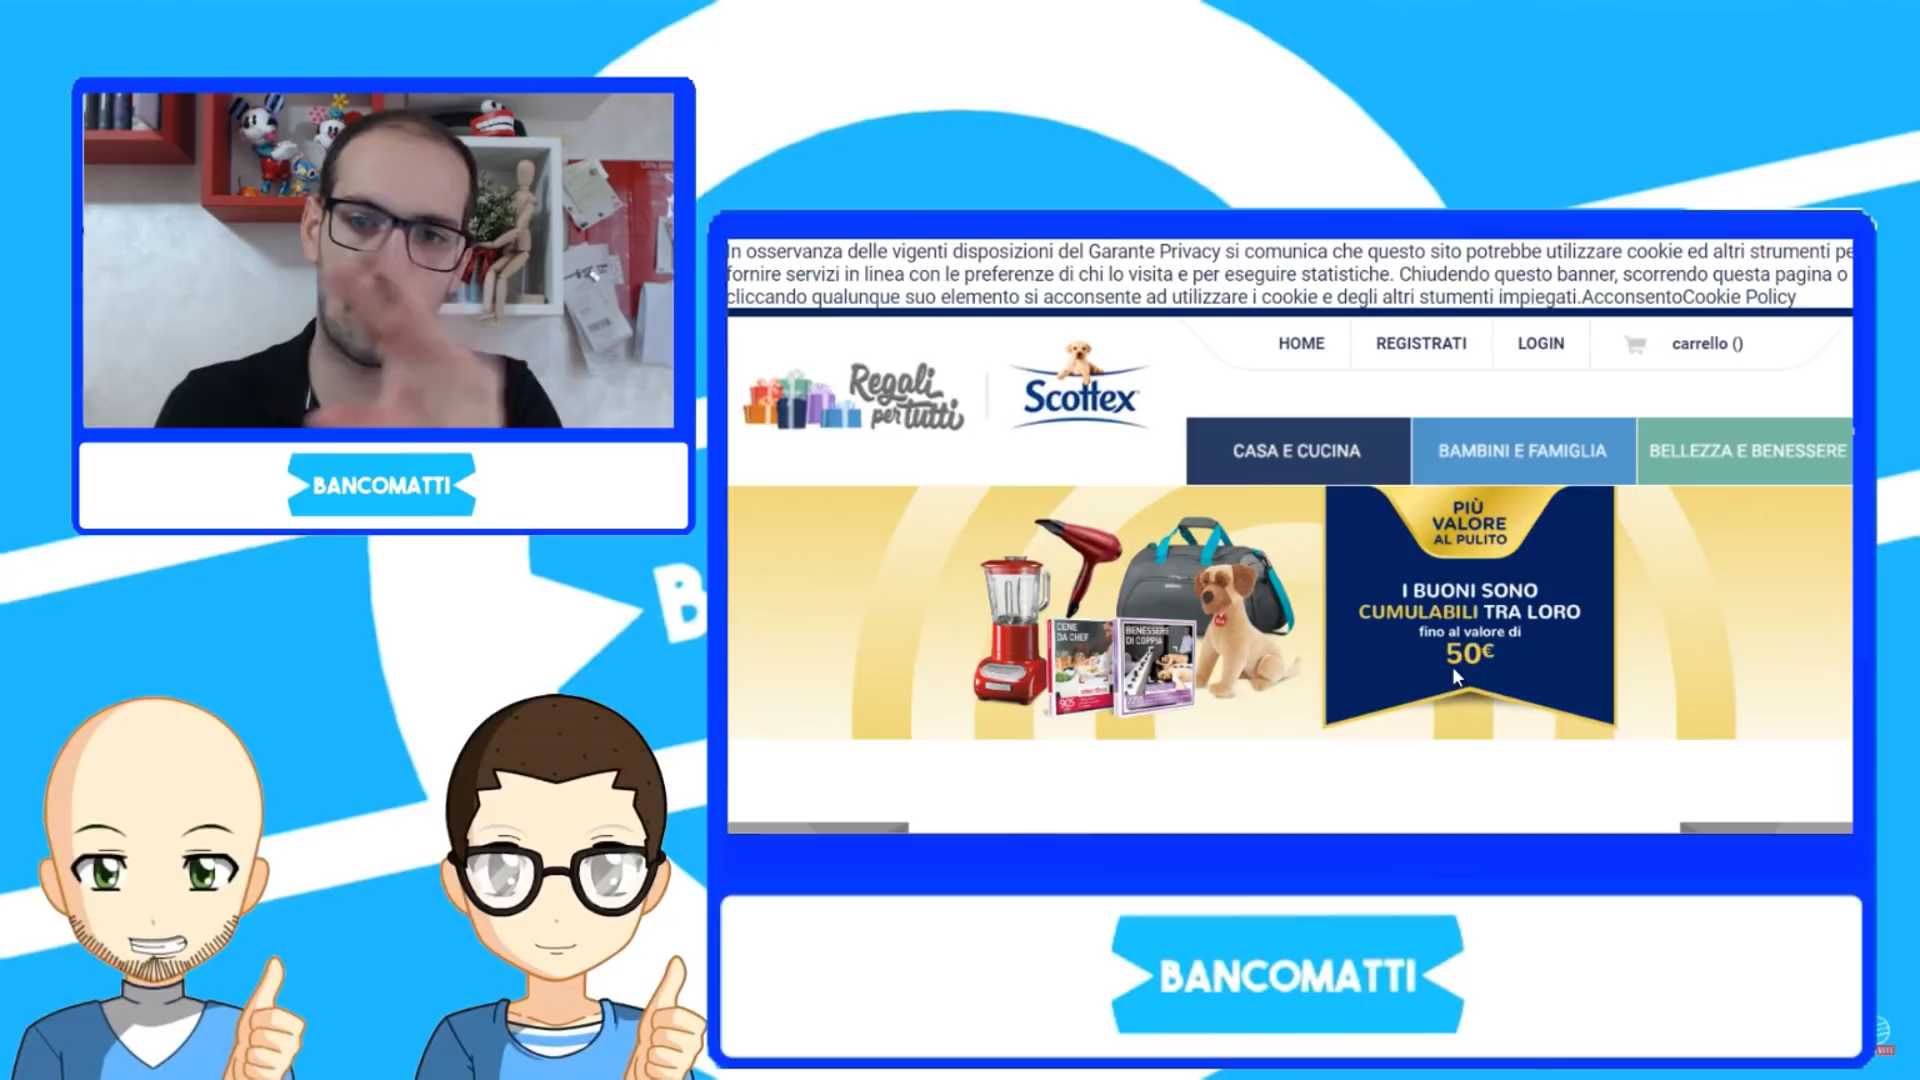 BANCOMATTI
In osservanza delle vigenti disposizioni del Garante Privacy si comunica che questo sito potrebbe utilizzare cookie ed altri strumenti pe
fornire servizi in linea con le preferenze di chi lo visita e per eseguire statistiche. Chiudendo questo banner, scorrendo questa pagina o
cliccando qualunque suo elemento si acconsente ad utilizzare i cookie e degli altri stumenti impiegati.AcconsentoCookie Policy
HOME REGISTRATI LOGIN carrello ()
Regali
per tutti
Scottex
CASA E CUCINA BAMBINI E FAMIGLIA BELLEZZA E BENESSERE
PIÙ
VALORE
AL PULITO
I BUONI SONO
CUMULABILI TRA LORO
fino al valore di
50€
CENE
DA CHEF
BENESSERE
DI COPPIA
B
BANCOMATTI